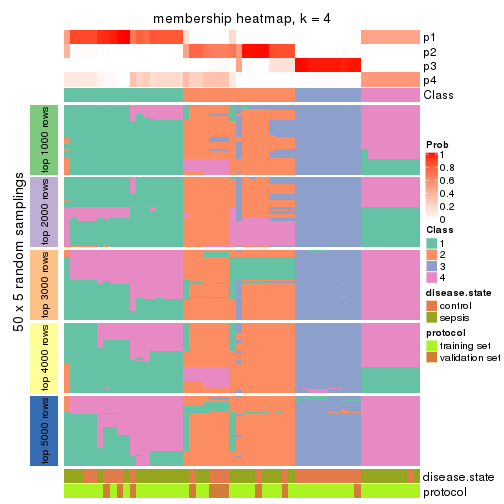 membership heatmap, k = 4
p1
p2
p3
p4
Class
50 x 5 random samplings
top 1000 rows
top 2000 rows
top 3000 rows
top 4000 rows
top 5000 rows
disease.state
protocol
Prob
1
0.8
0.6
0.4
0.2
0
Class
1
2
3
4
disease.state
control
sepsis
protocol
training set
validation set